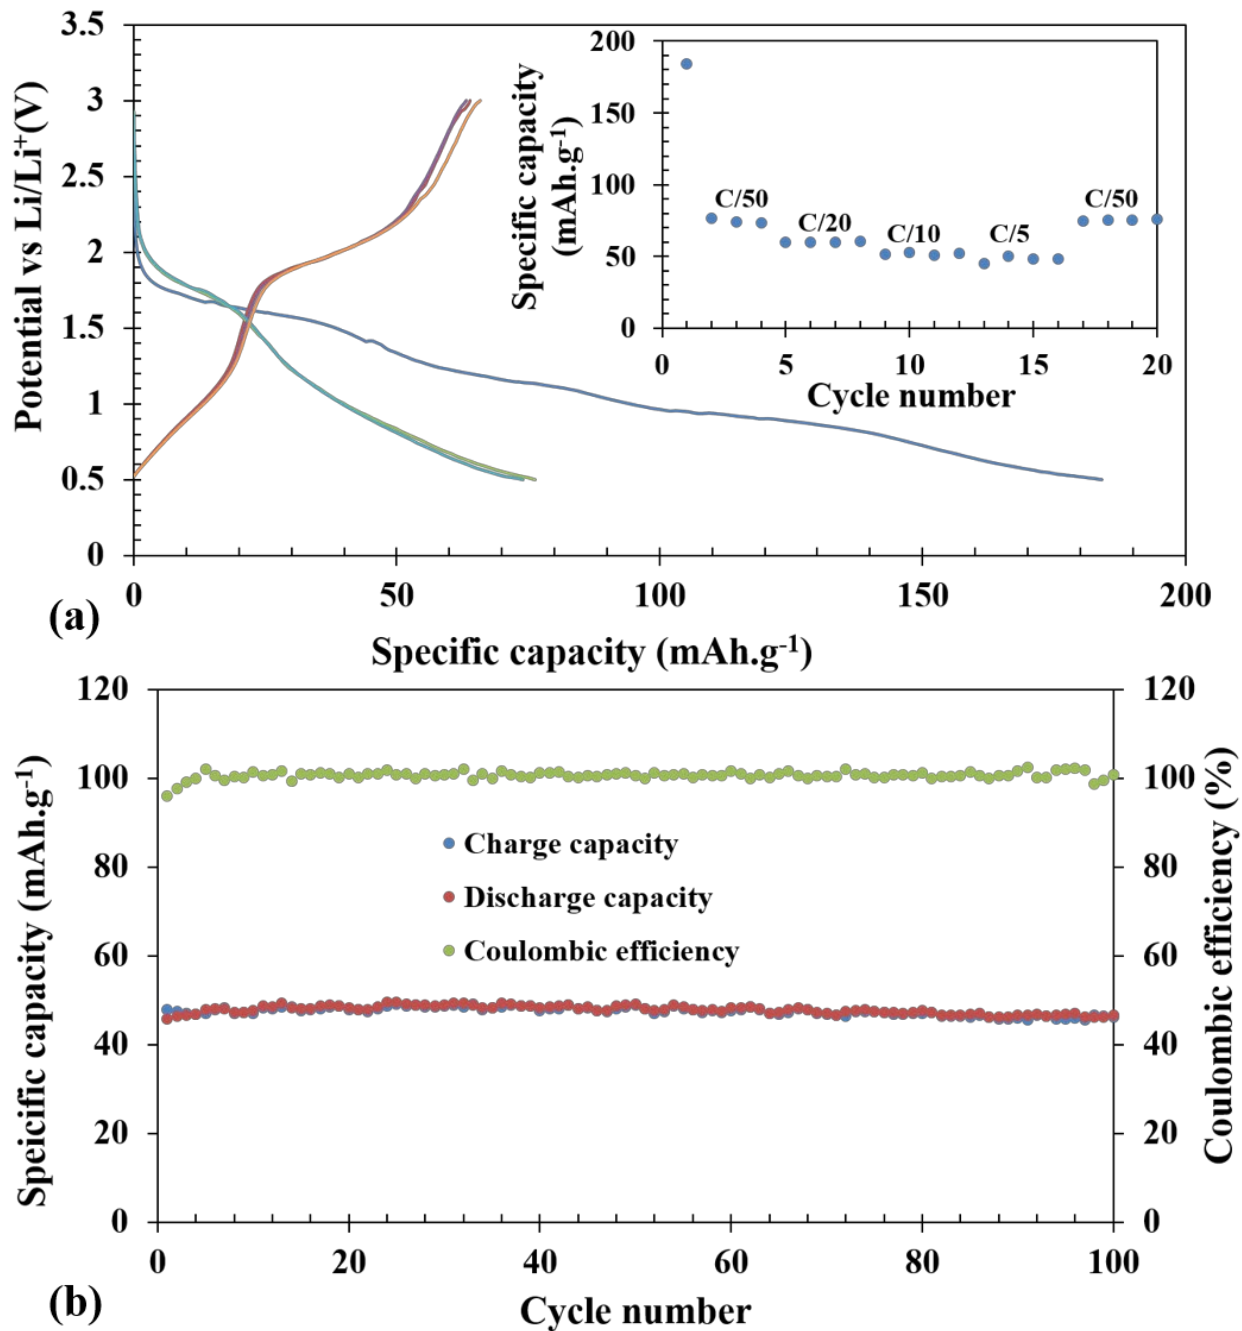 3.5
3
2.5
2
1.5
1
0.5
0
Potential vs Li/Li⁺(V)
0
50
100
150
200
Specific capacity (mAh.g⁻¹)
(a)
200
150
100
50
0
Specific capacity
(mAh.g⁻¹)
C/50
C/20
C/10
C/5
C/50
0
5
10
15
20
Cycle number
120
100
80
60
40
20
0
Speicific capacity (mAh.g⁻¹)
Charge capacity
Discharge capacity
Coulombic efficiency
120
100
80
60
40
20
0
Coulombic efficiency (%)
0
20
40
60
80
100
Cycle number
(b)